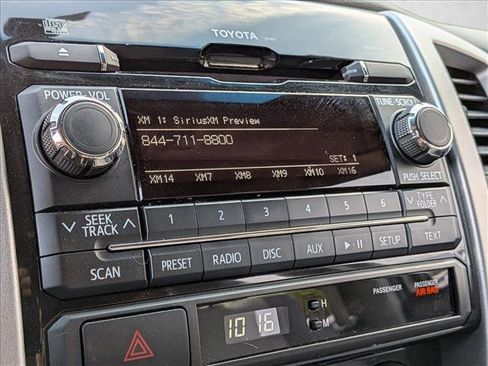 TOYOTA
POWER•VOL
TUNE•SCROLL
XM 1: SiriusXM Preview
844-711-8800
SET: 1
XM14 XM7 XM8 XM9 XM10 XM16
PUSH SELECT
SEEK TRACK
1 2 3 4 5 6
TYPE FOLDER
SCAN
PRESET RADIO DISC AUX SETUP TEXT
PASSENGER
PASSENGER
AIR BAG
10:16
H
M